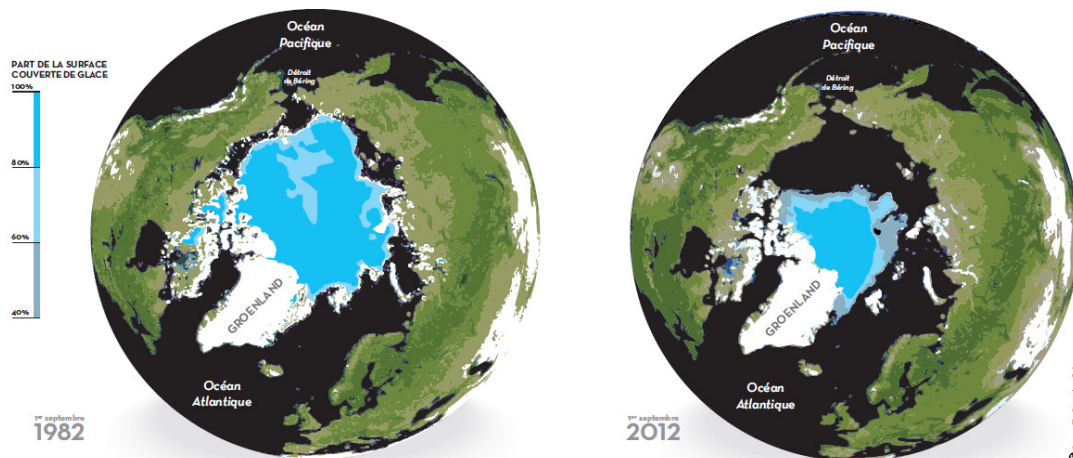 PART DE LA SURFACE
COUVERTE DE GLACE
100%
80%
60%
40%
Océan
Pacifique
Détroit
de Béring
GROENLAND
Océan
Atlantique
1er septembre
1982
Océan
Pacifique
Détroit
de Béring
GROENLAND
Océan
Atlantique
1er septembre
2012